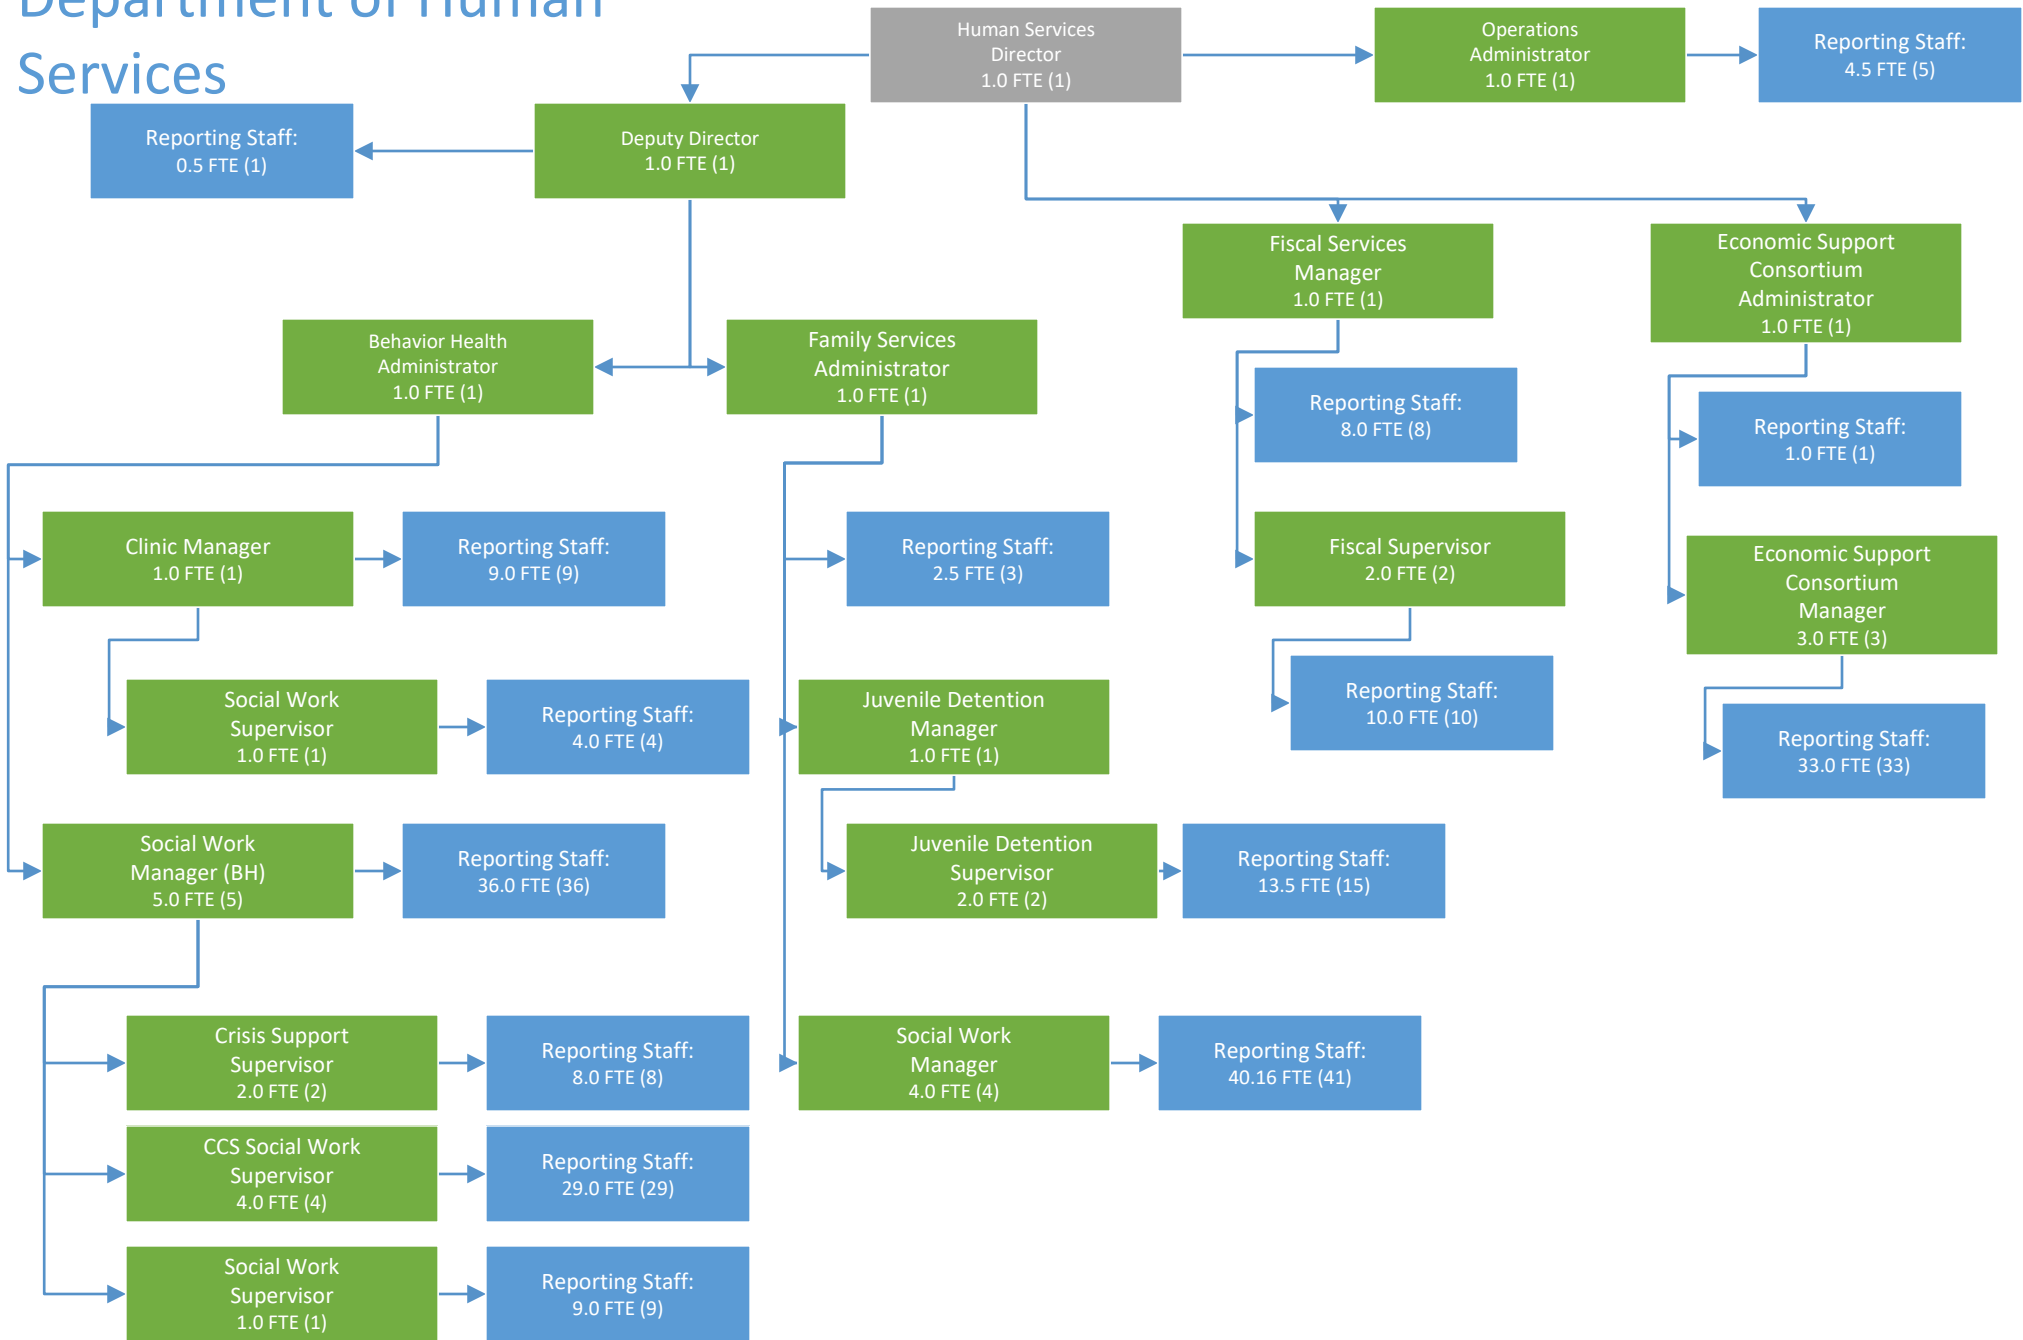 Department of Human
Services
Human Services
Director
1.0 FTE (1)
Operations
Administrator
1.0 FTE (1)
Reporting Staff:
4.5 FTE (5)
Reporting Staff:
0.5 FTE (1)
Deputy Director
1.0 FTE (1)
Fiscal Services
Manager
1.0 FTE (1)
Economic Support
Consortium
Administrator
1.0 FTE (1)
Behavior Health
Administrator
1.0 FTE (1)
Family Services
Administrator
1.0 FTE (1)
Reporting Staff:
8.0 FTE (8)
Reporting Staff:
1.0 FTE (1)
Clinic Manager
1.0 FTE (1)
Reporting Staff:
9.0 FTE (9)
Reporting Staff:
2.5 FTE (3)
Fiscal Supervisor
2.0 FTE (2)
Economic Support
Consortium
Manager
3.0 FTE (3)
Social Work
Supervisor
1.0 FTE (1)
Reporting Staff:
4.0 FTE (4)
Juvenile Detention
Manager
1.0 FTE (1)
Reporting Staff:
10.0 FTE (10)
Reporting Staff:
33.0 FTE (33)
Social Work
Manager (BH)
5.0 FTE (5)
Reporting Staff:
36.0 FTE (36)
Juvenile Detention
Supervisor
2.0 FTE (2)
Reporting Staff:
13.5 FTE (15)
Crisis Support
Supervisor
2.0 FTE (2)
Reporting Staff:
8.0 FTE (8)
Social Work
Manager
4.0 FTE (4)
Reporting Staff:
40.16 FTE (41)
CCS Social Work
Supervisor
4.0 FTE (4)
Reporting Staff:
29.0 FTE (29)
Social Work
Supervisor
1.0 FTE (1)
Reporting Staff:
9.0 FTE (9)